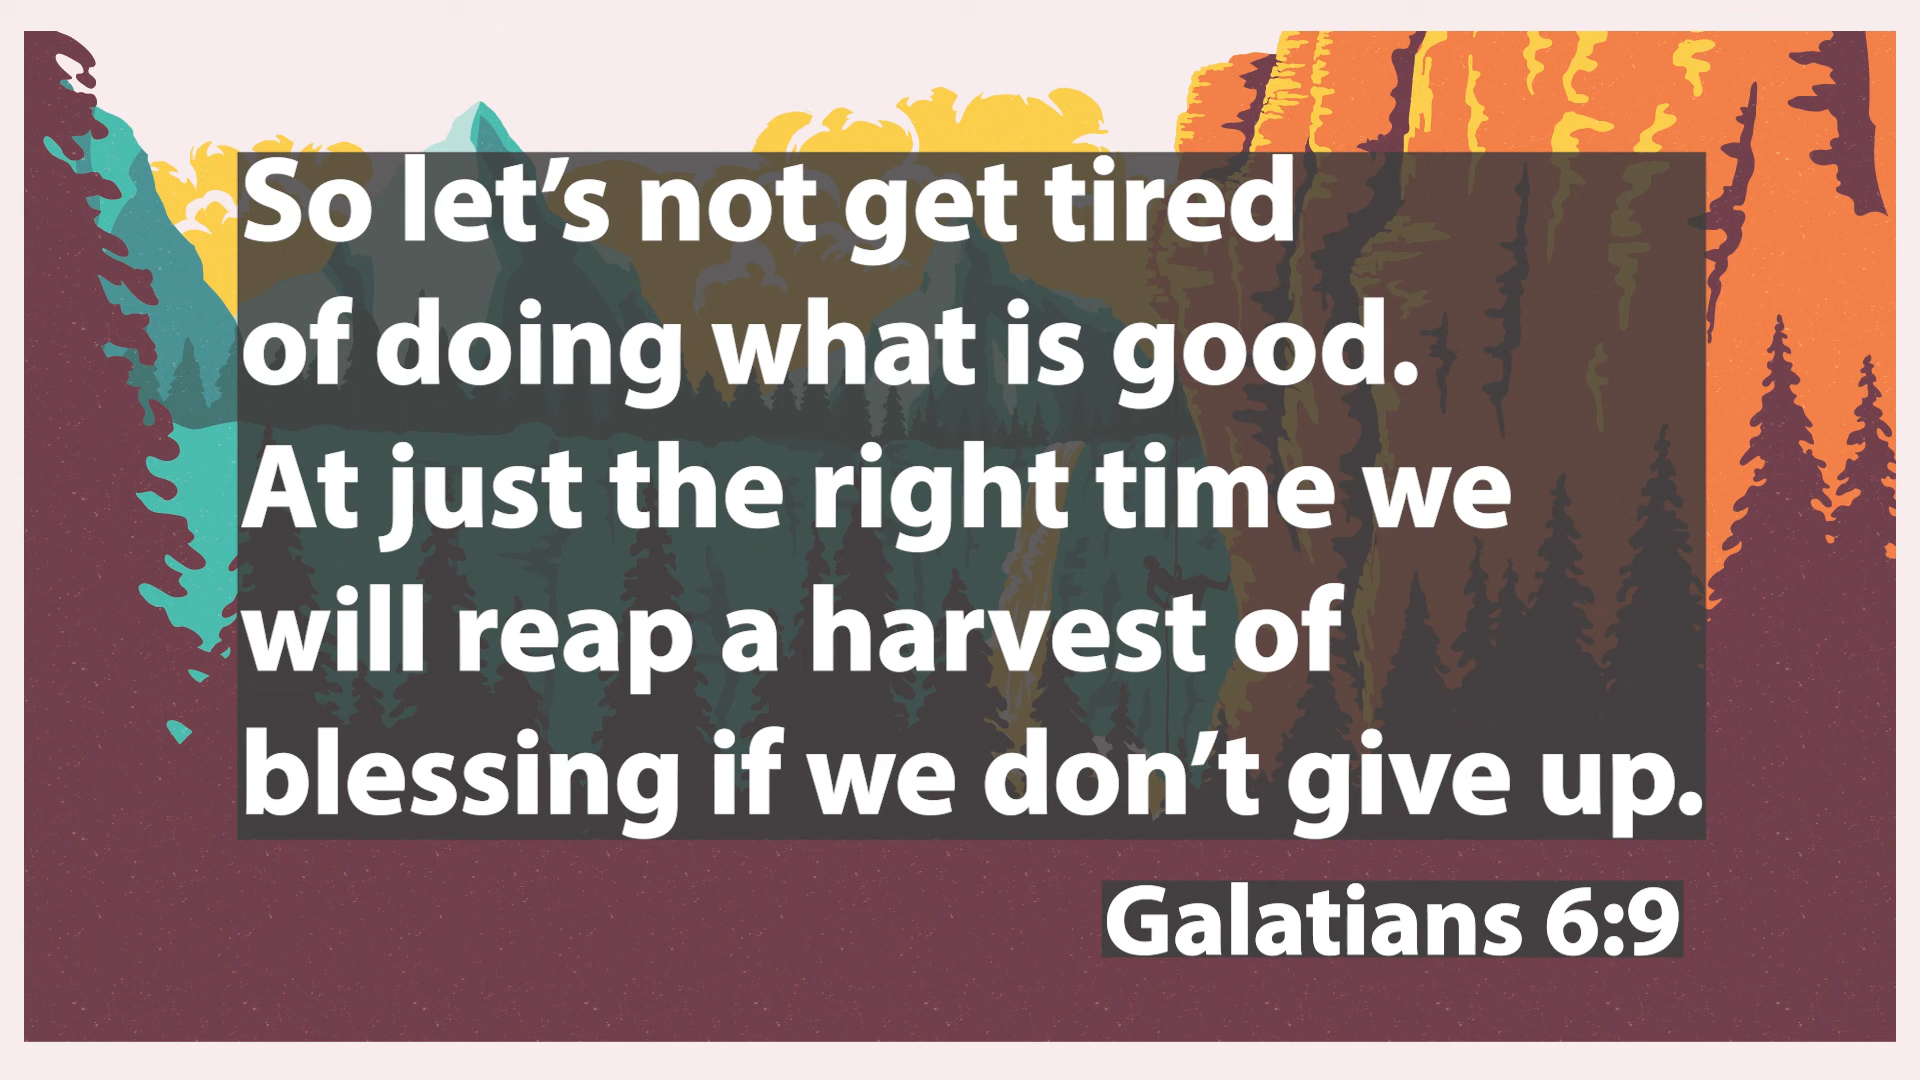 So let’s not get tired
of doing what is good.
At just the right time we
will reap a harvest of
blessing if we don’t give up.
Galatians 6:9